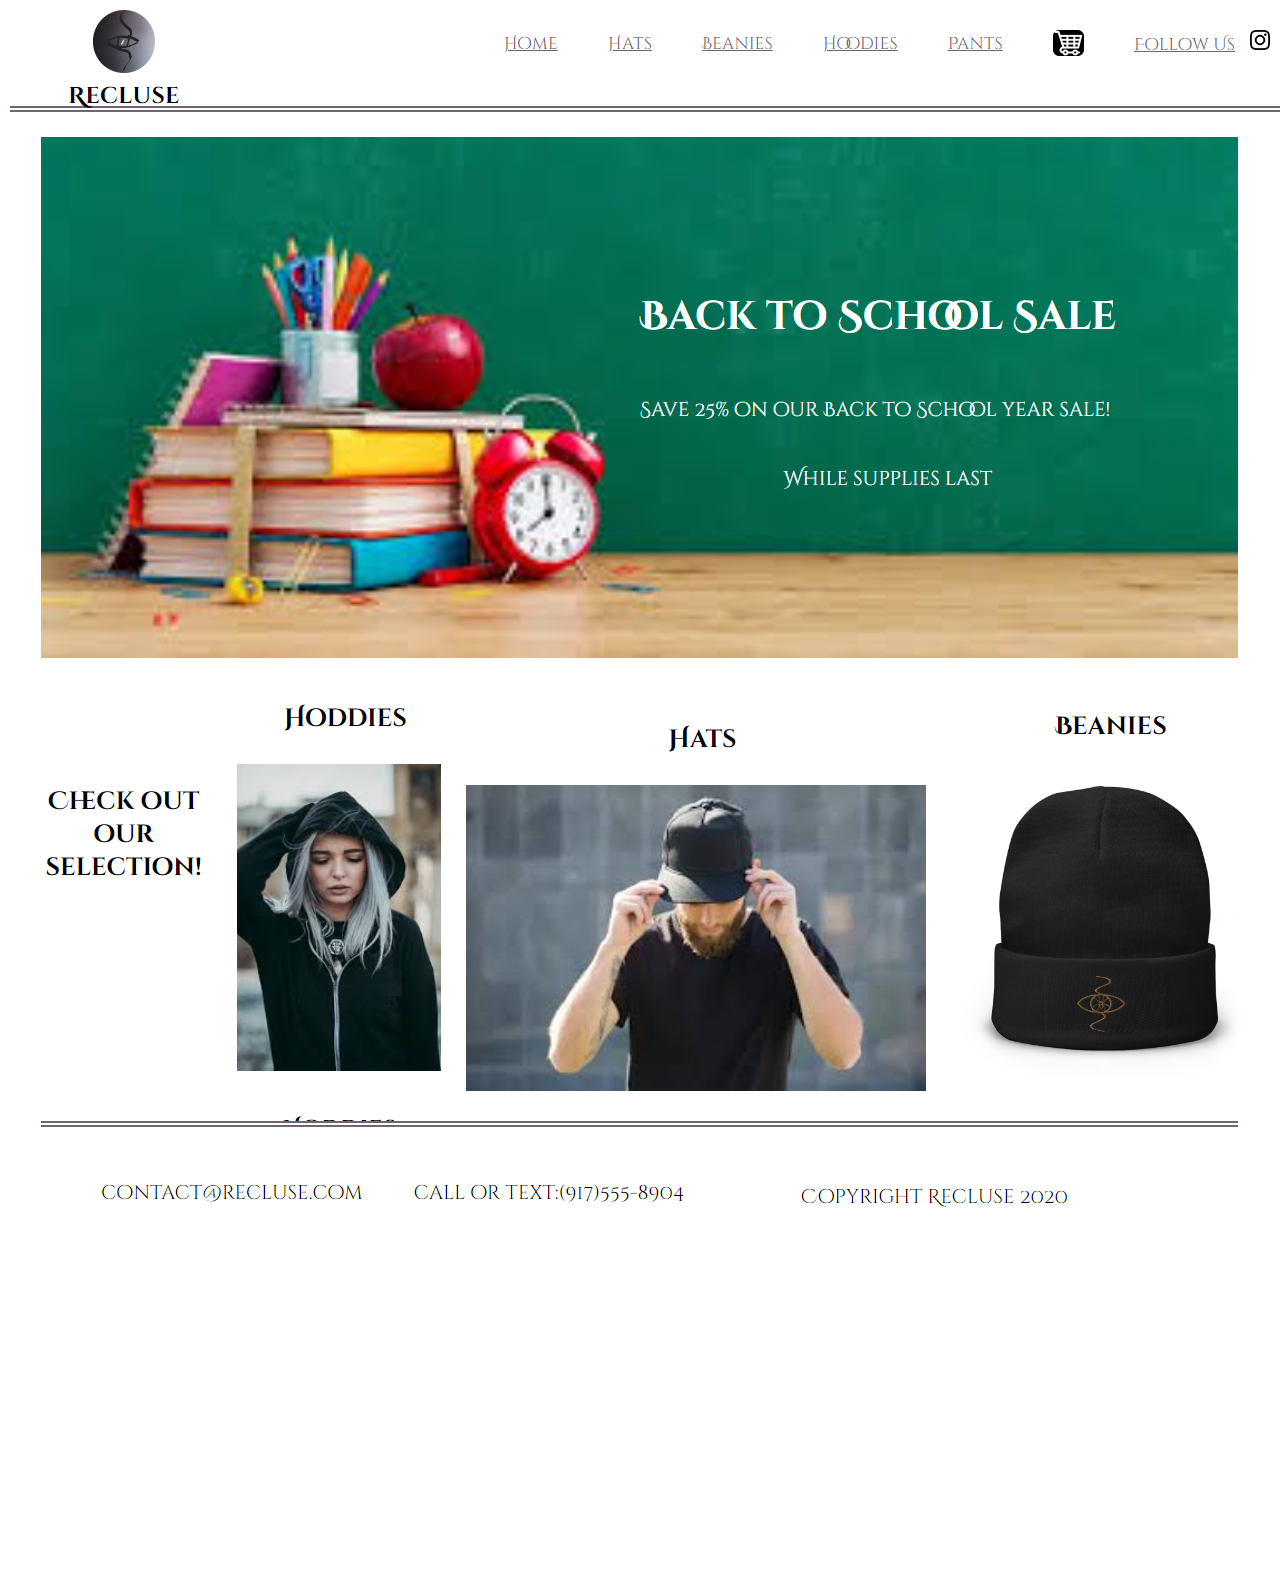 Home Hats Beanies Hoodies Pants Follow Us
Recluse
Back to School Sale
Save 25% on our Back to School year sale!
While supplies last
Hoddies
Hats
Beanies
Check out
our
selection!
Hoddies
contact@recluse.com call or text:(917)555-8904 Copyright Recluse 2020